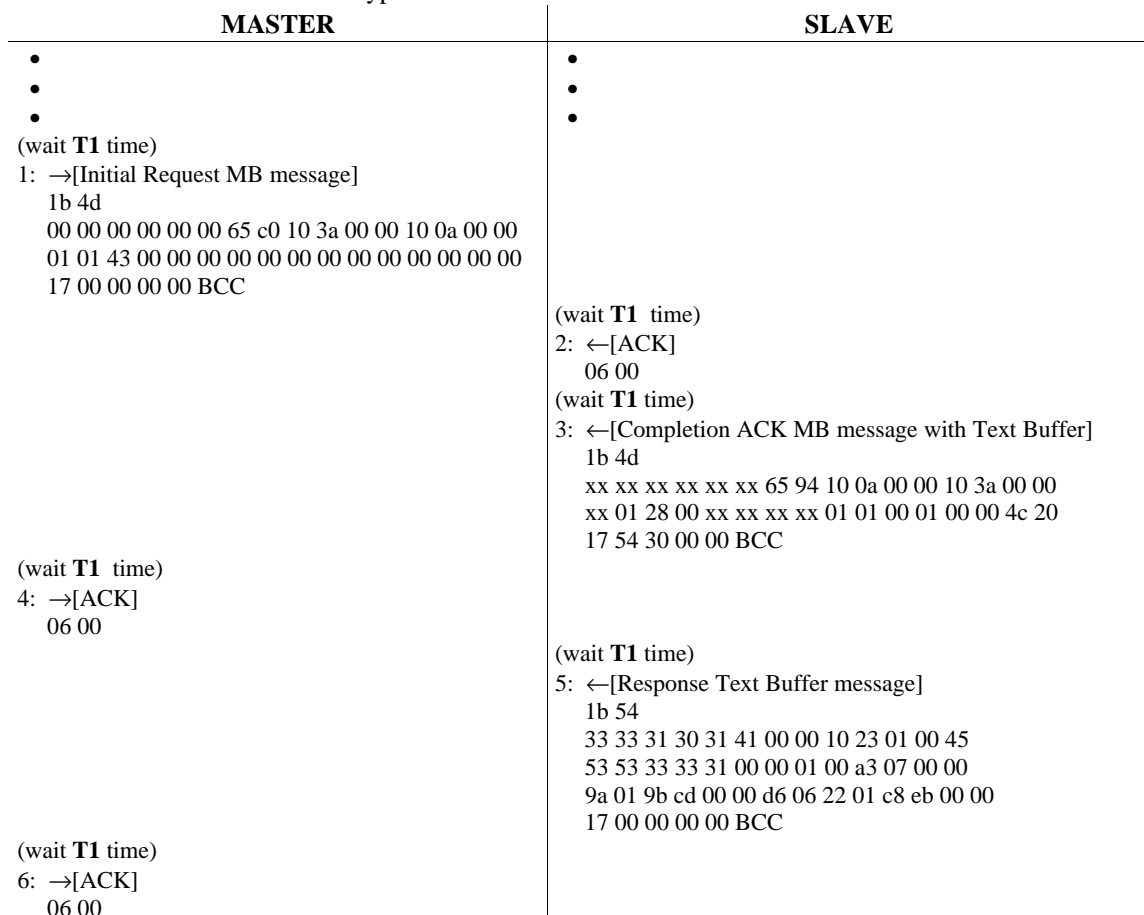 MASTER SLAVE
• •
• •
• •
(wait T1 time)
1: →[Initial Request MB message]
1b 4d
00 00 00 00 00 00 65 c0 10 3a 00 00 10 0a 00 00
01 01 43 00 00 00 00 00 00 00 00 00 00 00 00 00
17 00 00 00 00 BCC
(wait T1 time)
2: ←[ACK]
06 00
(wait T1 time)
3: ←[Completion ACK MB message with Text Buffer]
1b 4d
xx xx xx xx xx xx 65 94 10 0a 00 00 10 3a 00 00
xx 01 28 00 xx xx xx xx 01 01 00 01 00 00 4c 20
17 54 30 00 00 BCC
(wait T1 time)
4: →[ACK]
06 00
(wait T1 time)
5: ←[Response Text Buffer message]
1b 54
33 33 31 30 31 41 00 00 10 23 01 00 45
53 53 33 33 31 00 00 01 00 a3 07 00 00
9a 01 9b cd 00 00 d6 06 22 01 c8 eb 00 00
17 00 00 00 00 BCC
(wait T1 time)
6: →[ACK]
06 00